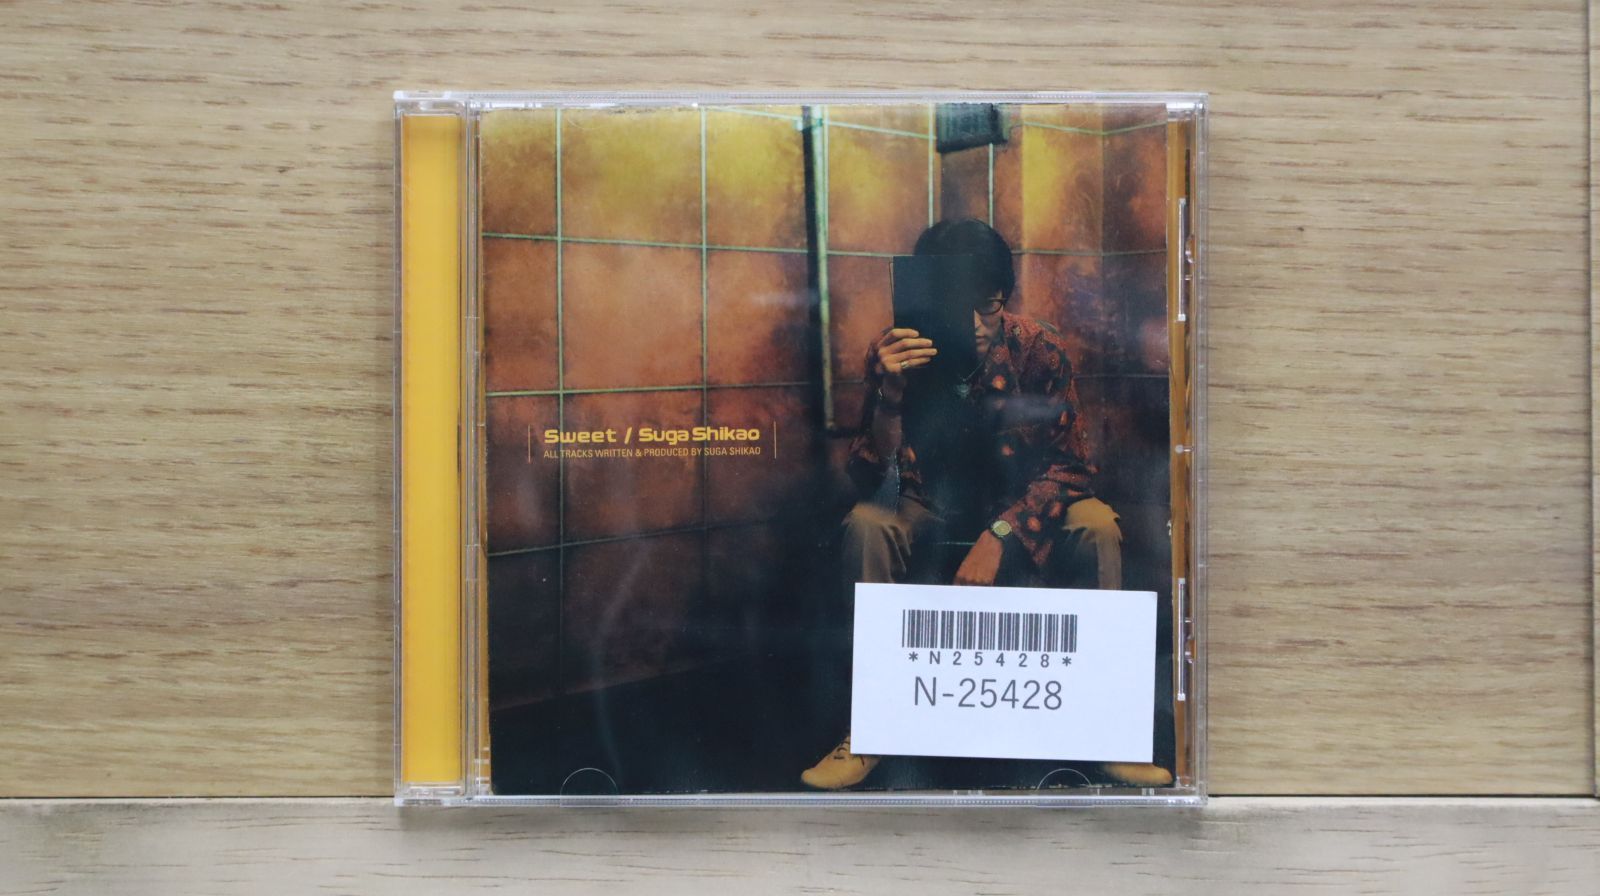 Sweet / Suga Shikao
ALL TRACKS WRITTEN & PRODUCED BY SUGA SHIKAO
*N25428*
N-25428